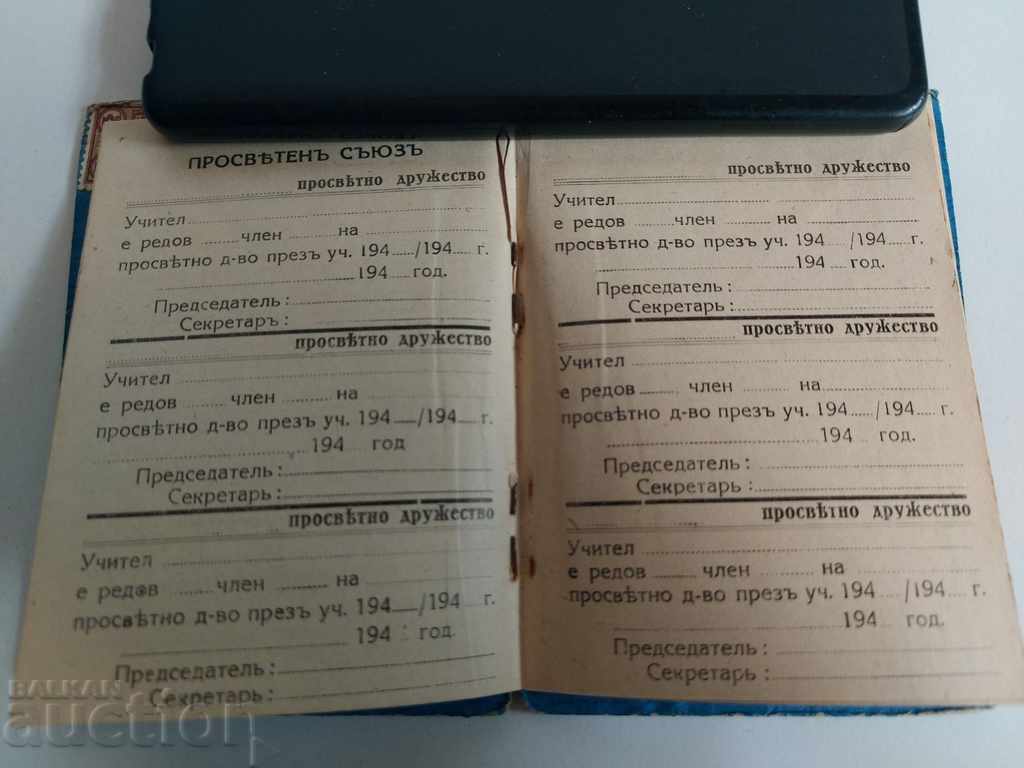 ПРОСВѢТЕНЪ СЪЮЗЪ
просвѣтно дружество
Учител
е редов член на
просвѣтно д-во презъ уч. 194 /194 г.
194 год.
Председатель :
Секретаръ :
просвѣтно дружество
Учител
е редов член на
просвѣтно д-во презъ уч. 194 /194 г.
194 год
Председатель :
Секретарь :
просвѣтно дружество
Учител
е редов член на
просвѣтно д-во презъ уч. 194 /194 г.
194 год.
Председатель :
Секретарь :
просвѣтно дружество
Учител
е редов член на
просвѣтно д-во презъ уч. 194 /194 г.
194 год.
Председатель :
Секретарь :
просвѣтно дружество
Учител
е редов член на
просвѣтно д-во презъ уч. 194 /194 г.
194 год.
Председатель :
Секретарь :
просвѣтно дружество
Учител
е редов член на
просвѣтно д-во презъ уч. 194 /194 г.
194 год.
Председатель :
Секретарь :
BALKAN
auction